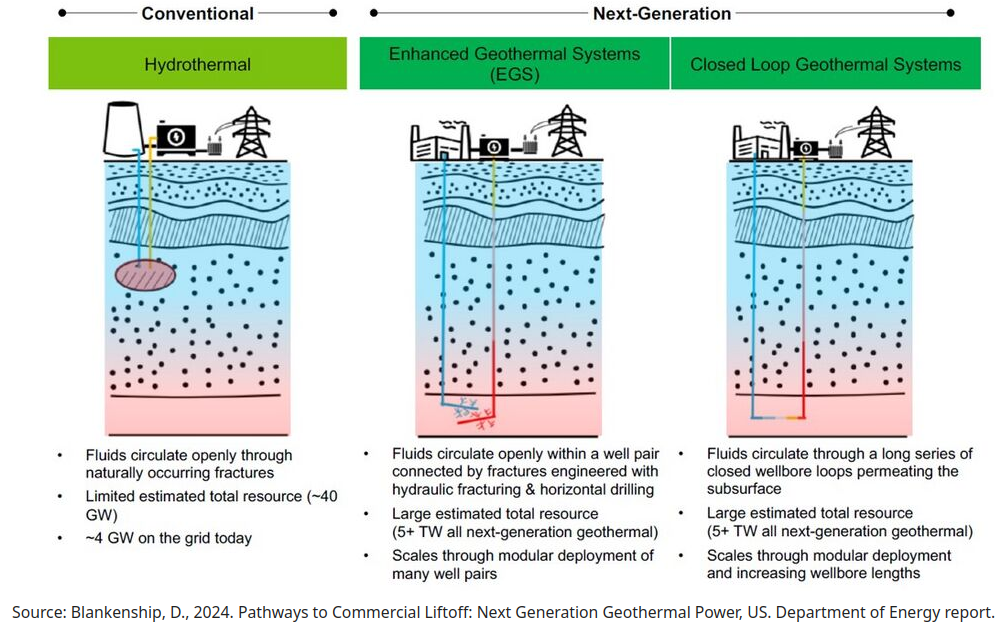 Conventional
Next-Generation
Hydrothermal
Enhanced Geothermal Systems
(EGS)
Closed Loop Geothermal Systems
• Fluids circulate openly through
naturally occurring fractures
• Limited estimated total resource (~40
GW)
• ~4 GW on the grid today
• Fluids circulate openly within a well pair
connected by fractures engineered with
hydraulic fracturing & horizontal drilling
• Large estimated total resource
(5+ TW all next-generation geothermal)
• Scales through modular deployment of
many well pairs
• Fluids circulate through a long series of
closed wellbore loops permeating the
subsurface
• Large estimated total resource
(5+ TW all next-generation geothermal)
• Scales through modular deployment
and increasing wellbore lengths
Source: Blankenship, D., 2024. Pathways to Commercial Liftoff: Next Generation Geothermal Power, US. Department of Energy report.